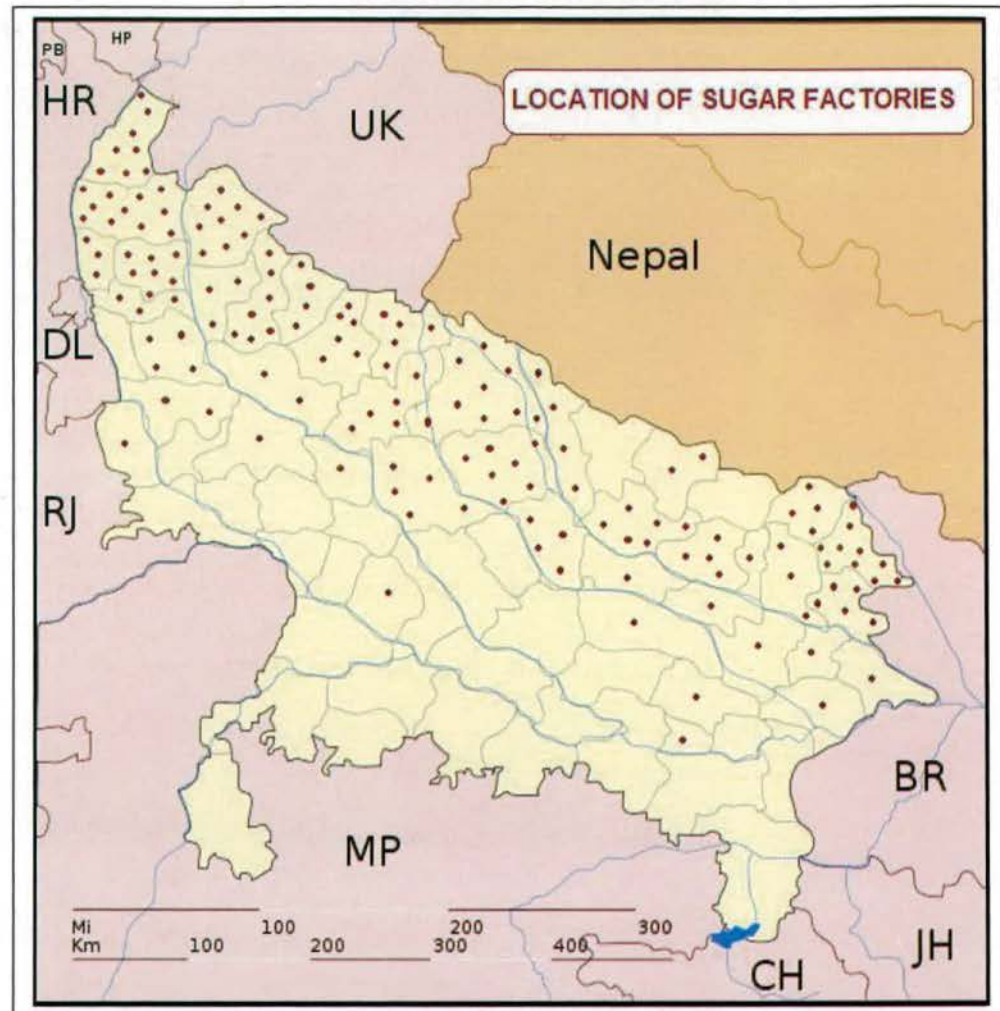 PB
HP
HR
UK
LOCATION OF SUGAR FACTORIES
Nepal
DL
RJ
BR
MP
Mi 100 200 300
Km 100 200 300 400
JH
CH